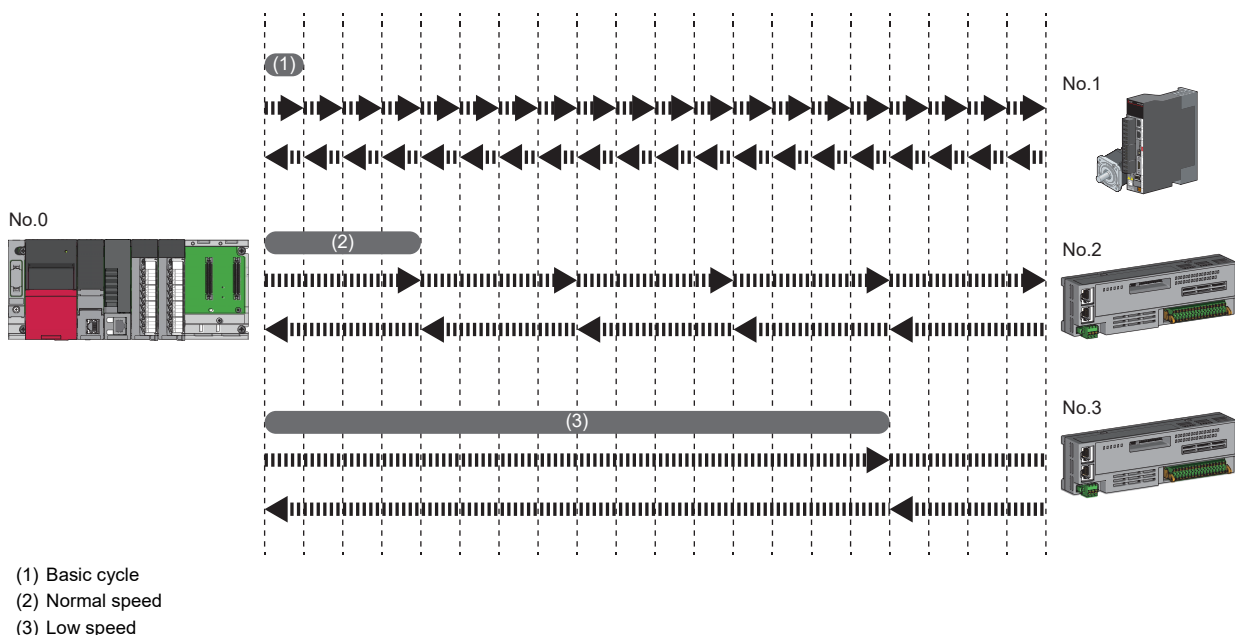 (1)
No.1
No.0
(2)
No.2
(3)
No.3
(1) Basic cycle
(2) Normal speed
(3) Low speed